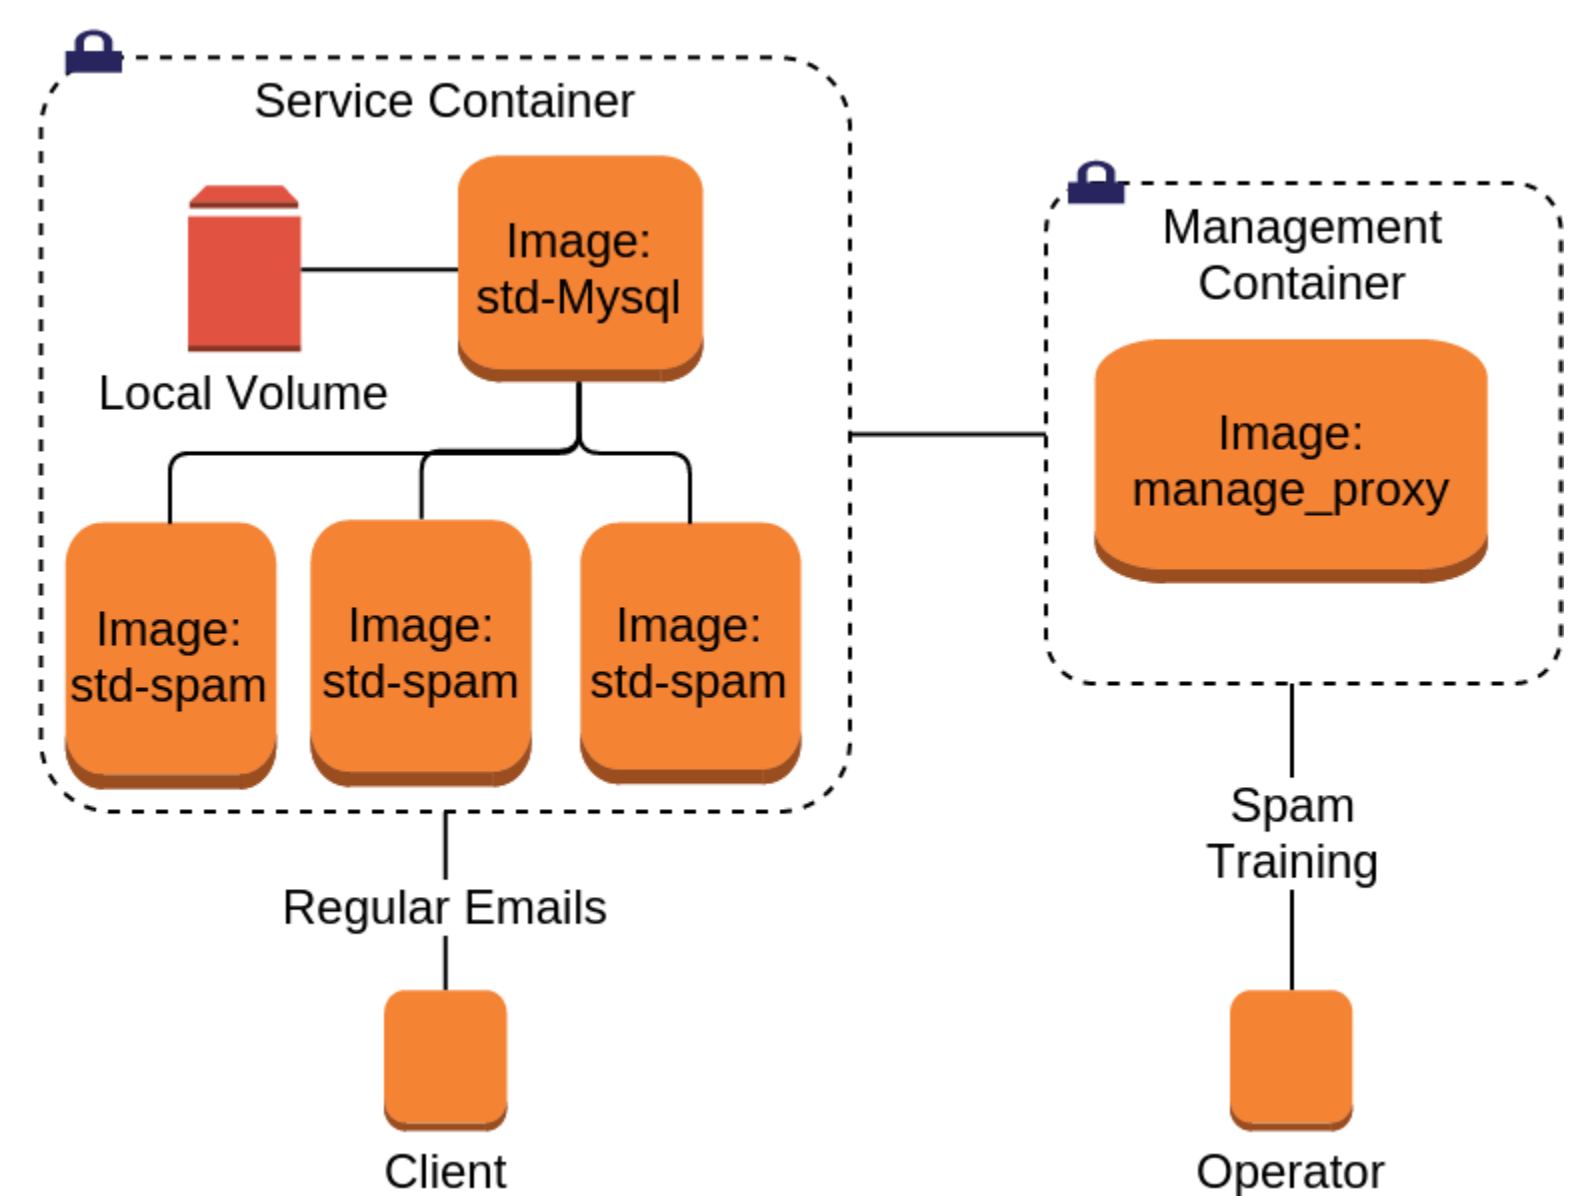 Service Container
Image:
std-Mysql
Local Volume
Image:
std-spam
Image:
std-spam
Image:
std-spam
Regular Emails
Client
Management
Container
Image:
manage_proxy
Spam
Training
Operator